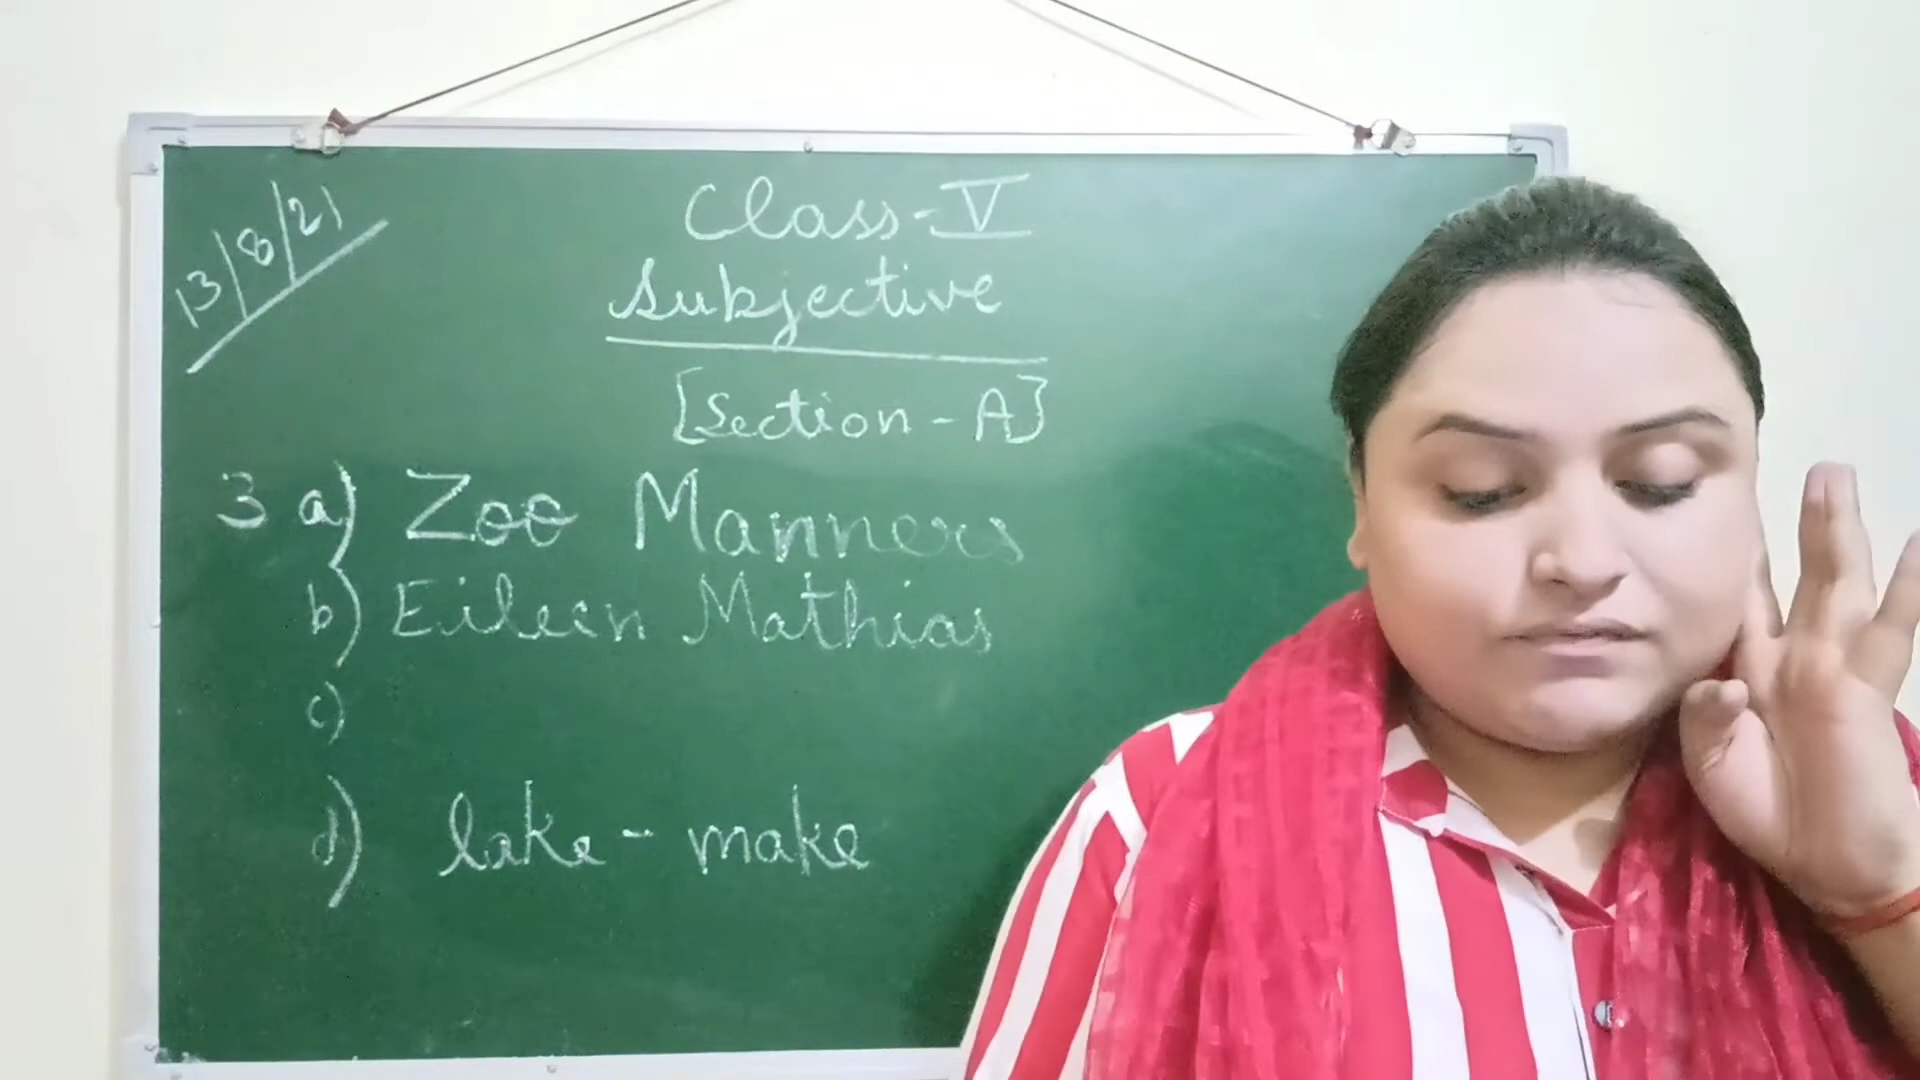 13/8/21
Class-V
Subjective
[Section-A]
3 a) Zoo Manners
b) Eileen Mathias
c)
d) lake - make